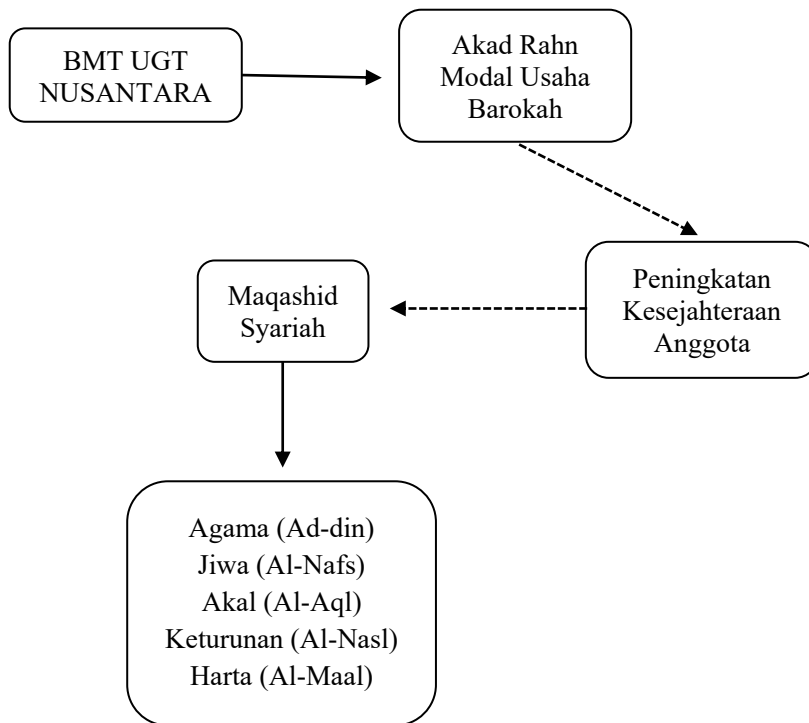 BMT UGT
NUSANTARA
Akad Rahn
Modal Usaha
Barokah
Peningkatan
Kesejahteraan
Anggota
Maqashid
Syariah
Agama (Ad-din)
Jiwa (Al-Nafs)
Akal (Al-Aql)
Keturunan (Al-Nasl)
Harta (Al-Maal)